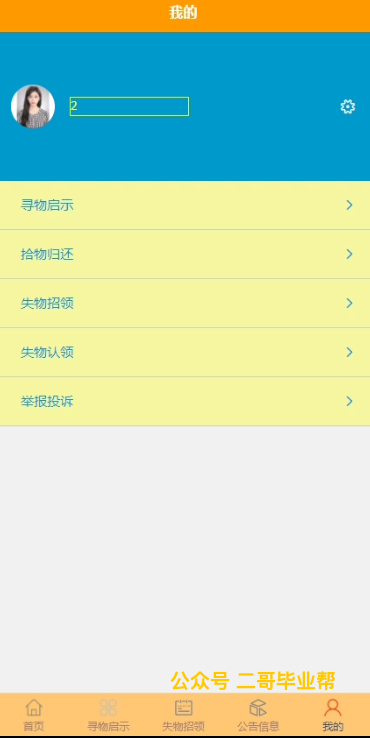 我的
2
寻物启示
拾物归还
失物招领
失物认领
举报投诉
公众号 二哥毕业帮
首页
寻物启示
失物招领
公告信息
我的